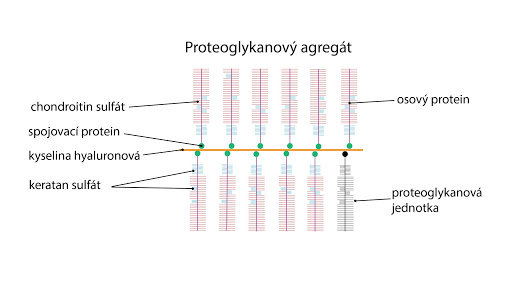 Proteoglykanový agregát
chondroitin sulfát
osový protein
spojovací protein
kyselina hyaluronová
keratan sulfát
proteoglykanová
jednotka